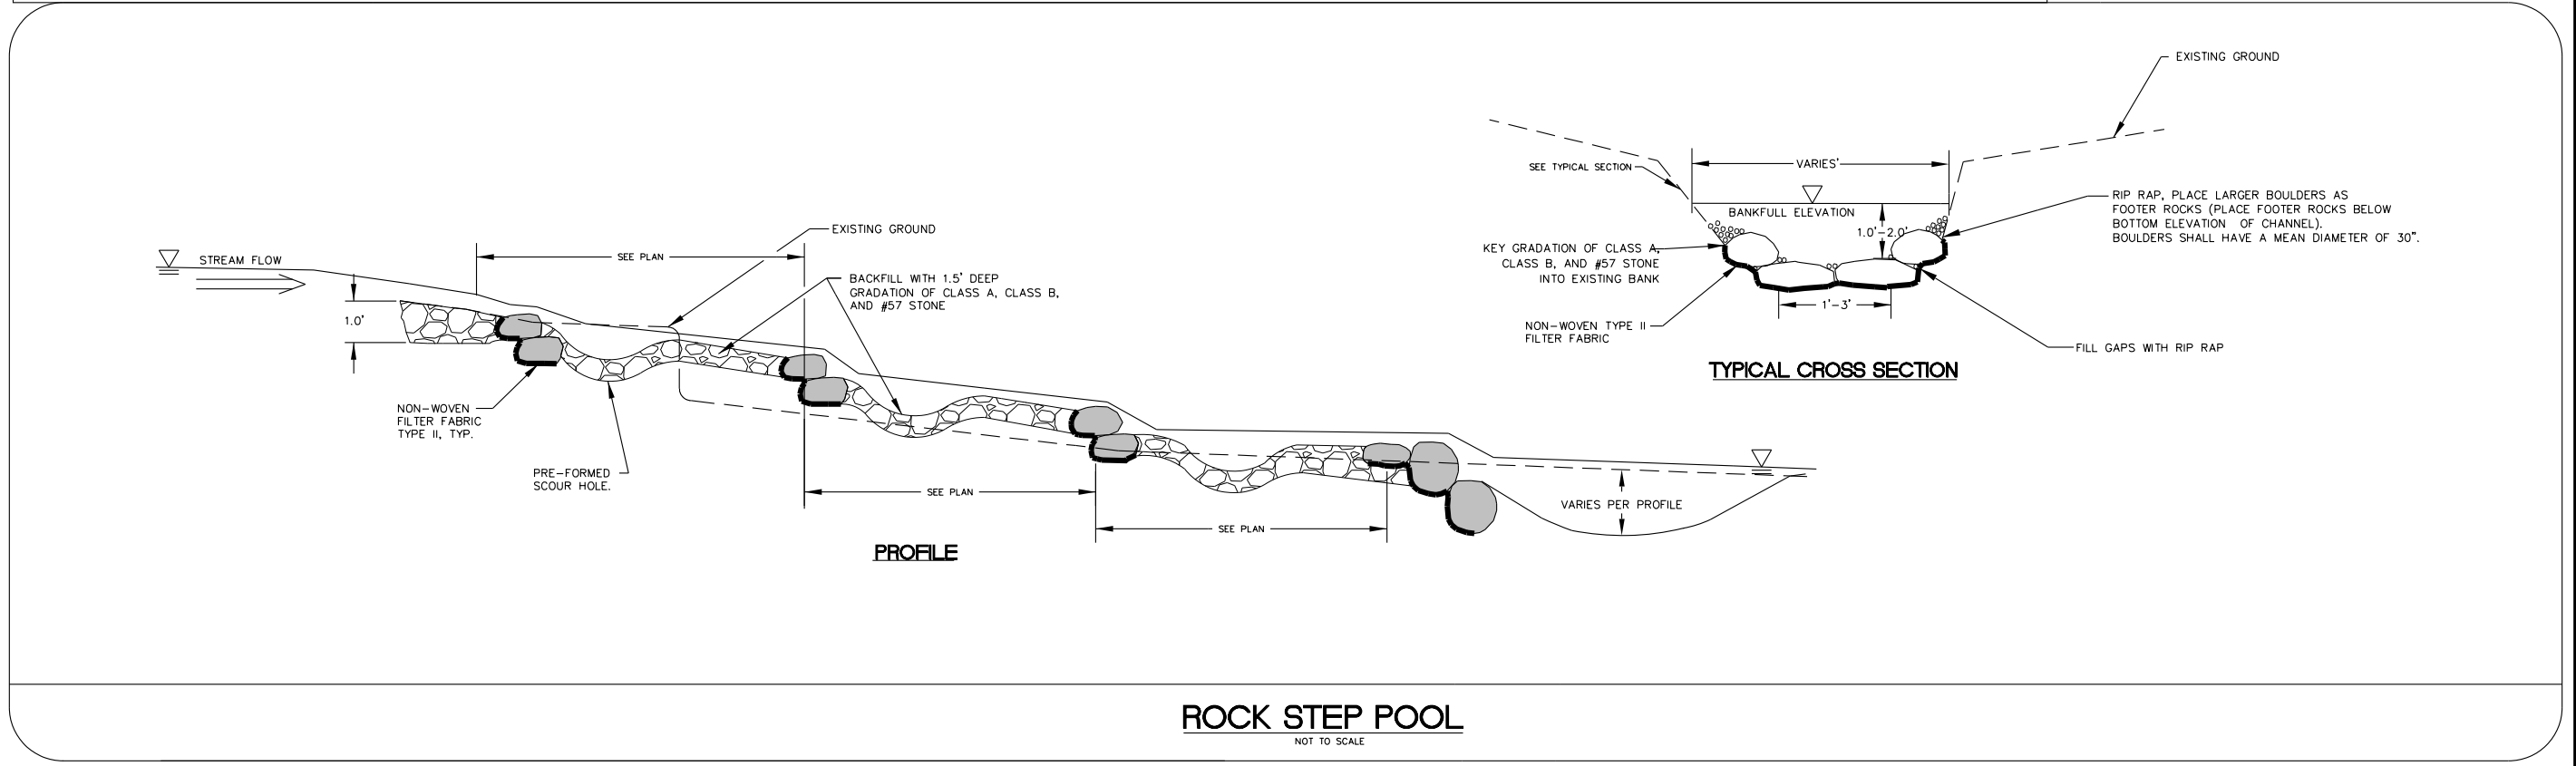 STREAM FLOW
1.0'
SEE PLAN
EXISTING GROUND
BACKFILL WITH 1.5' DEEP
GRADATION OF CLASS A, CLASS B,
AND #57 STONE
NON-WOVEN
FILTER FABRIC
TYPE II, TYP.
PRE-FORMED
SCOUR HOLE.
SEE PLAN
SEE PLAN
VARIES PER PROFILE
PROFILE
EXISTING GROUND
SEE TYPICAL SECTION
VARIES'
BANKFULL ELEVATION
1.0'-2.0'
RIP RAP, PLACE LARGER BOULDERS AS
FOOTER ROCKS (PLACE FOOTER ROCKS BELOW
BOTTOM ELEVATION OF CHANNEL).
BOULDERS SHALL HAVE A MEAN DIAMETER OF 30".
KEY GRADATION OF CLASS A,
CLASS B, AND #57 STONE
INTO EXISTING BANK
1'-3'
NON-WOVEN TYPE II
FILTER FABRIC
FILL GAPS WITH RIP RAP
TYPICAL CROSS SECTION
ROCK STEP POOL
NOT TO SCALE